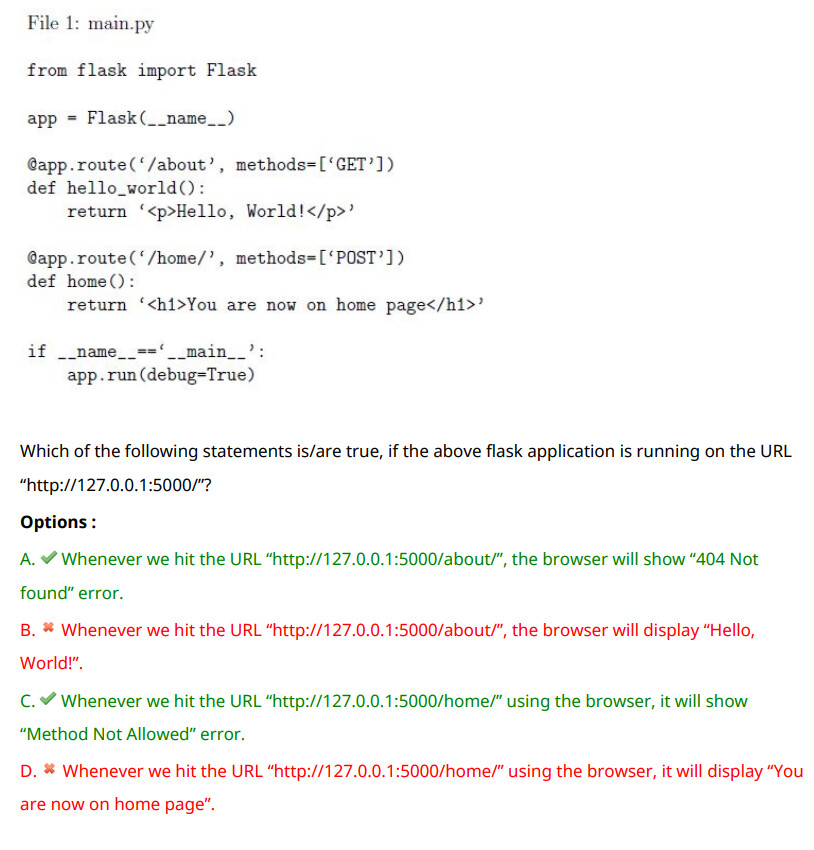 File 1: main.py
from flask import Flask
app = Flask(__name__)
@app.route(‘/about’, methods=[‘GET’])
def hello_world():
    return ‘<p>Hello, World!</p>’
@app.route(‘/home/’, methods=[‘POST’])
def home():
    return ‘<h1>You are now on home page</h1>’
if __name__==‘__main__’:
    app.run(debug=True)
Which of the following statements is/are true, if the above flask application is running on the URL
“http://127.0.0.1:5000/”?
Options :
A. ✔ Whenever we hit the URL “http://127.0.0.1:5000/about/”, the browser will show “404 Not
found” error.
B. ✖ Whenever we hit the URL “http://127.0.0.1:5000/about/”, the browser will display “Hello,
World!”.
C. ✔ Whenever we hit the URL “http://127.0.0.1:5000/home/” using the browser, it will show
“Method Not Allowed” error.
D. ✖ Whenever we hit the URL “http://127.0.0.1:5000/home/” using the browser, it will display “You
are now on home page”.